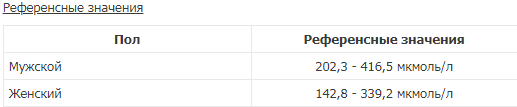 Референсные значения
Пол Референсные значения
Мужской 202,3 - 416,5 мкмоль/л
Женский 142,8 - 339,2 мкмоль/л